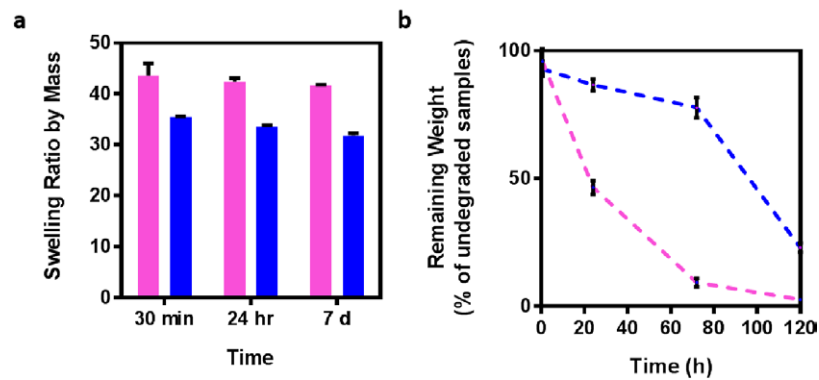 a
Swelling Ratio by Mass
50
40
30
20
10
0
30 min 24 hr 7 d
Time
b
Remaining Weight
(% of undegraded samples)
100
50
0
0 20 40 60 80 100 120
Time (h)